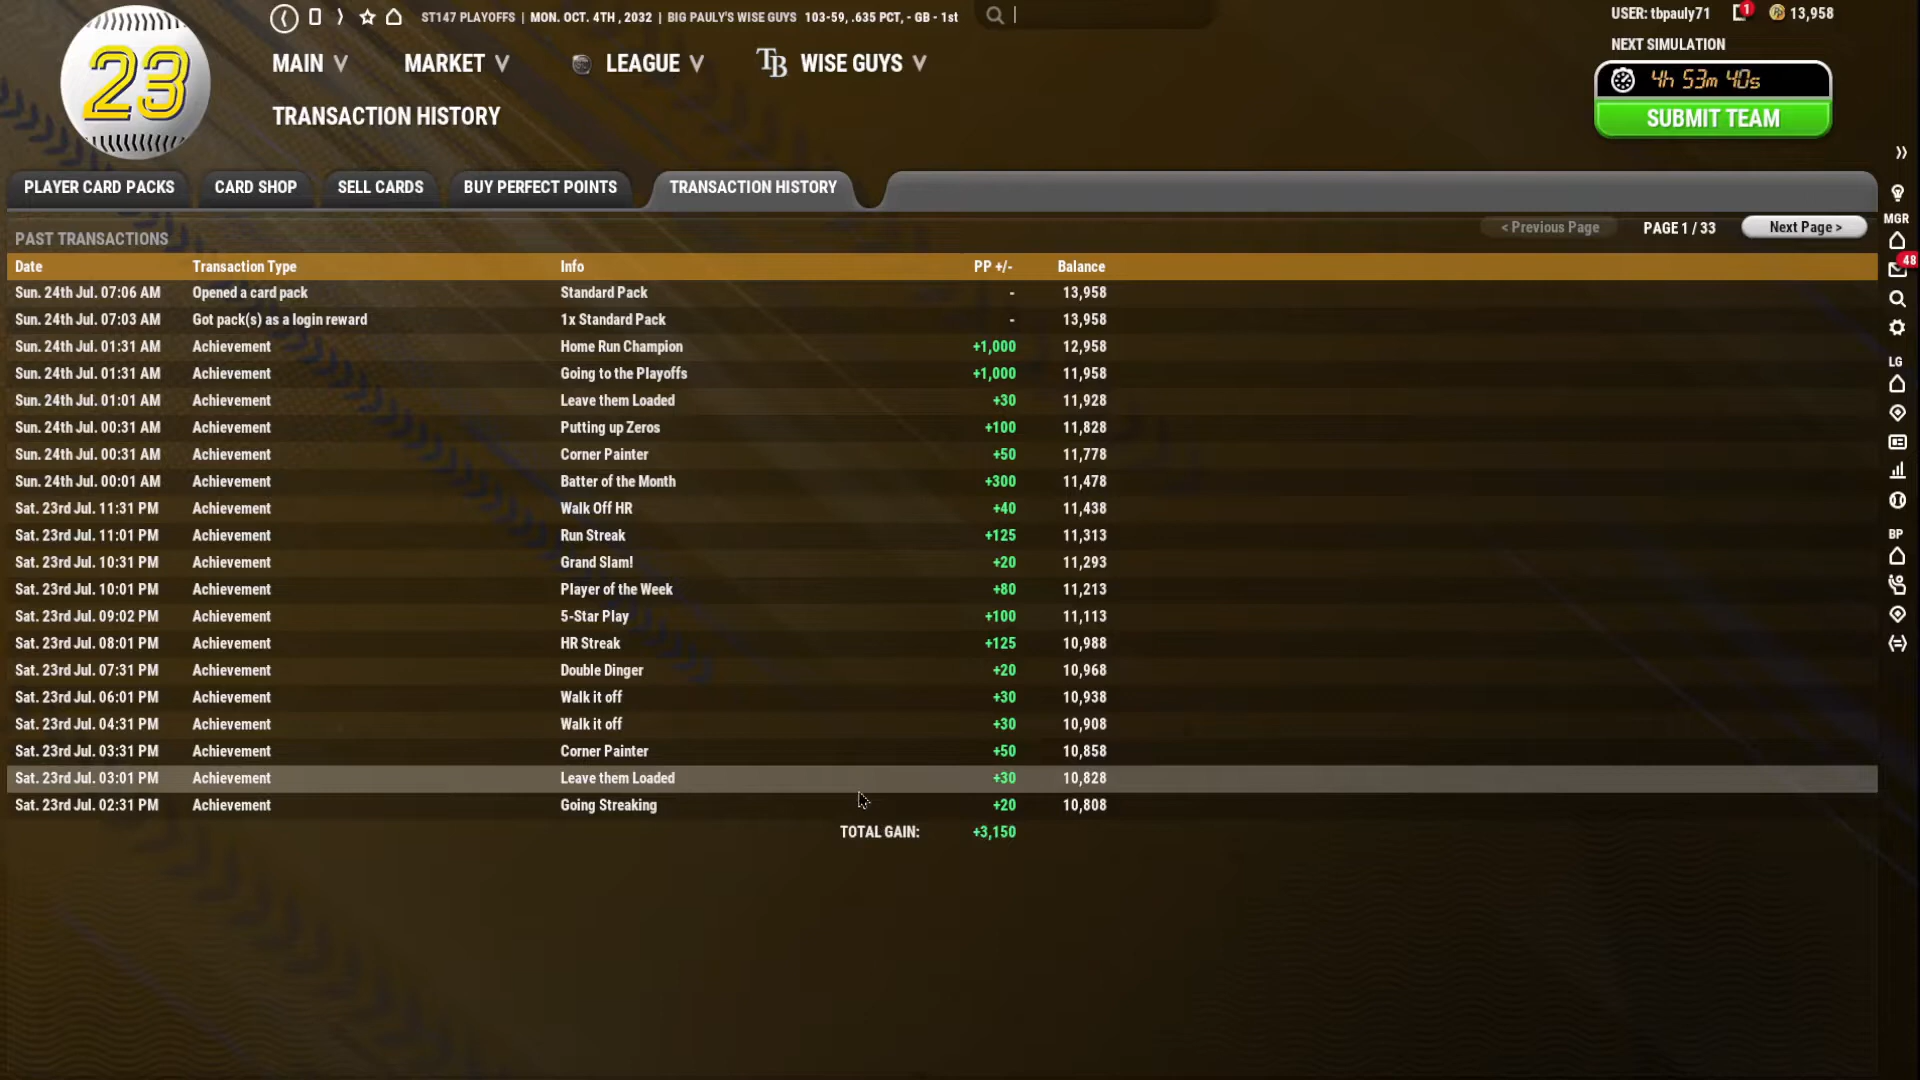 ST147 PLAYOFFS | MON. OCT. 4TH, 2032 | BIG PAULY'S WISE GUYS 103-59, .635 PCT, - GB - 1st
USER: tbpauly71 1 13,958
23
MAIN MARKET LEAGUE TB WISE GUYS
NEXT SIMULATION
4h 53m 40s
SUBMIT TEAM
TRANSACTION HISTORY
PLAYER CARD PACKS CARD SHOP SELL CARDS BUY PERFECT POINTS TRANSACTION HISTORY
PAST TRANSACTIONS < Previous Page PAGE 1 / 33 Next Page >
Date Transaction Type Info PP +/- Balance
Sun. 24th Jul. 07:06 AM Opened a card pack Standard Pack - 13,958
Sun. 24th Jul. 07:03 AM Got pack(s) as a login reward 1x Standard Pack - 13,958
Sun. 24th Jul. 01:31 AM Achievement Home Run Champion +1,000 12,958
Sun. 24th Jul. 01:31 AM Achievement Going to the Playoffs +1,000 11,958
Sun. 24th Jul. 01:01 AM Achievement Leave them Loaded +30 11,928
Sun. 24th Jul. 00:31 AM Achievement Putting up Zeros +100 11,828
Sun. 24th Jul. 00:31 AM Achievement Corner Painter +50 11,778
Sun. 24th Jul. 00:01 AM Achievement Batter of the Month +300 11,478
Sat. 23rd Jul. 11:31 PM Achievement Walk Off HR +40 11,438
Sat. 23rd Jul. 11:01 PM Achievement Run Streak +125 11,313
Sat. 23rd Jul. 10:31 PM Achievement Grand Slam! +20 11,293
Sat. 23rd Jul. 10:01 PM Achievement Player of the Week +80 11,213
Sat. 23rd Jul. 09:02 PM Achievement 5-Star Play +100 11,113
Sat. 23rd Jul. 08:01 PM Achievement HR Streak +125 10,988
Sat. 23rd Jul. 07:31 PM Achievement Double Dinger +20 10,968
Sat. 23rd Jul. 06:01 PM Achievement Walk it off +30 10,938
Sat. 23rd Jul. 04:31 PM Achievement Walk it off +30 10,908
Sat. 23rd Jul. 03:31 PM Achievement Corner Painter +50 10,858
Sat. 23rd Jul. 03:01 PM Achievement Leave them Loaded +30 10,828
Sat. 23rd Jul. 02:31 PM Achievement Going Streaking +20 10,808
TOTAL GAIN: +3,150
MGR
48
LG
BP